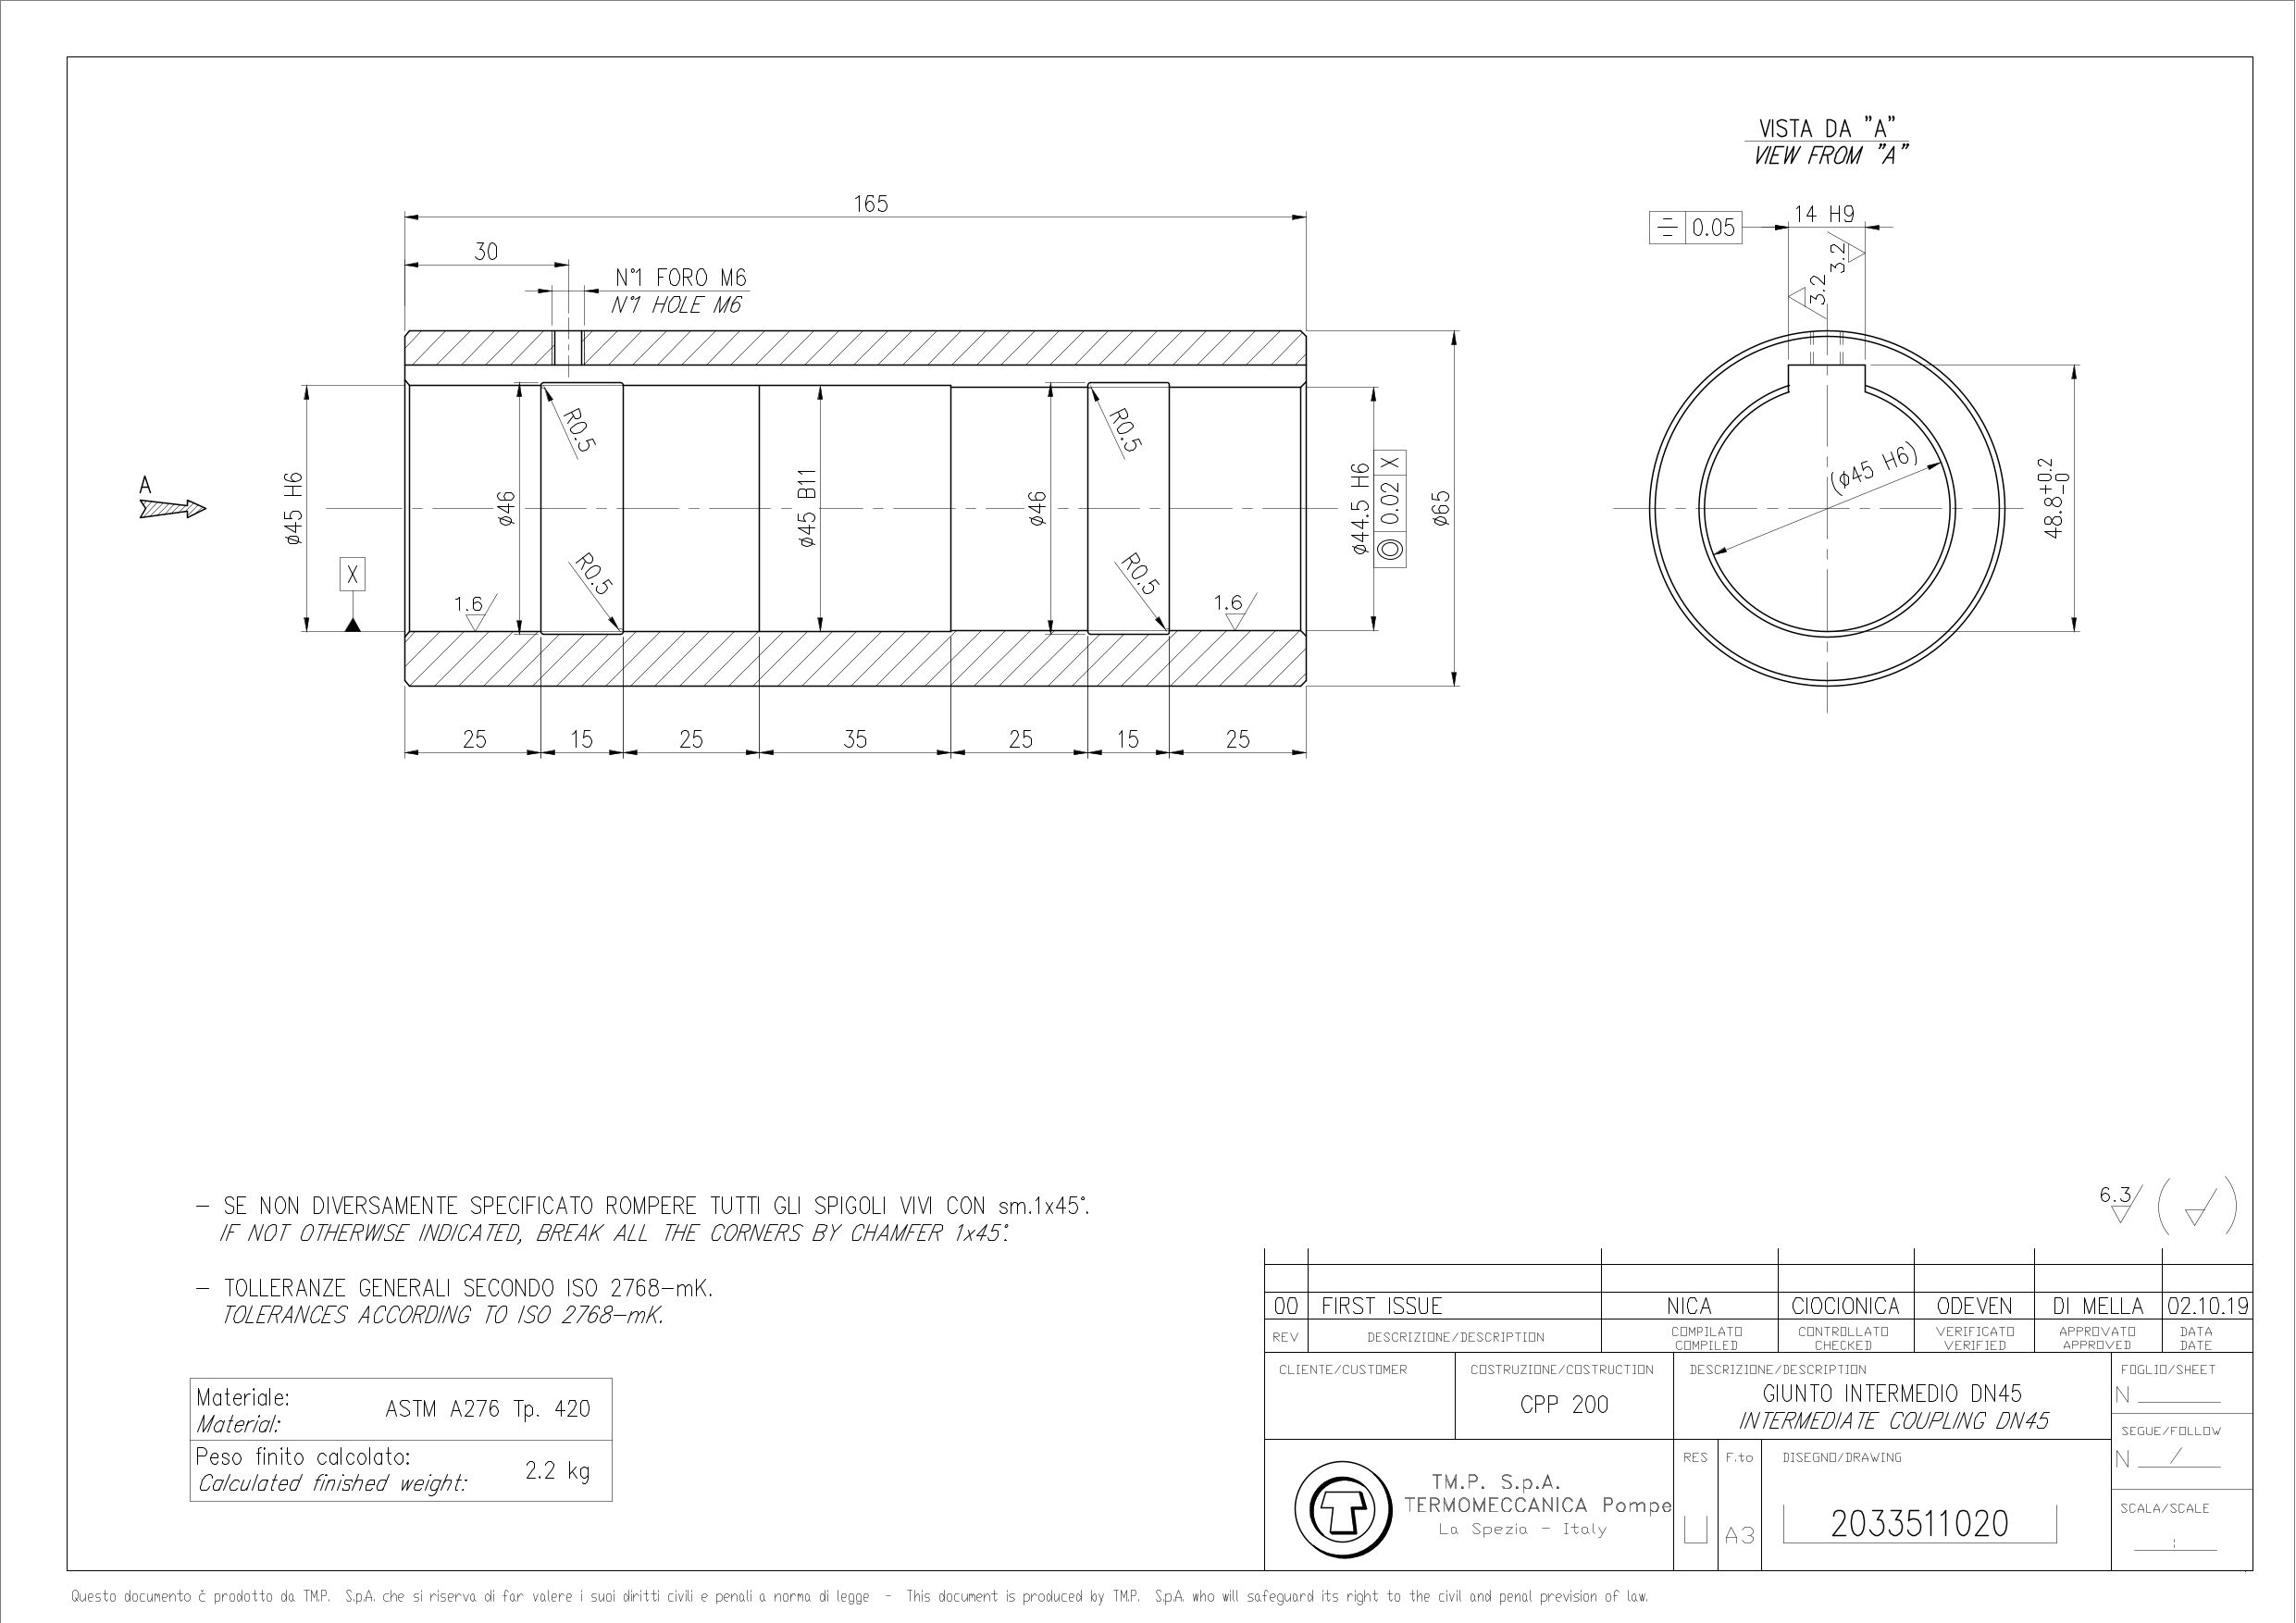 VISTA DA "A"
VIEW FROM "A"
165
30
N°1 FORO M6
N°1 HOLE M6
A
X
ø45 H6
ø46
R0.5
R0.5
ø45 B11
ø46
R0.5
R0.5
ø44.5 H6
0.02 X
ø65
1.6
1.6
25 15 25 35 25 15 25
0.05
14 H9
3.2
3.2
(ø45 H6)
48.8+0.2
-0
6.3
- SE NON DIVERSAMENTE SPECIFICATO ROMPERE TUTTI GLI SPIGOLI VIVI CON sm.1x45°.
IF NOT OTHERWISE INDICATED, BREAK ALL THE CORNERS BY CHAMFER 1x45°.
- TOLLERANZE GENERALI SECONDO ISO 2768-mK.
TOLERANCES ACCORDING TO ISO 2768-mK.
Materiale:
Material:
ASTM A276 Tp. 420
Peso finito calcolato:
Calculated finished weight:
2.2 kg
00 FIRST ISSUE NICA CIOCIONICA ODEVEN DI MELLA 02.10.19
REV DESCRIZIONE/DESCRIPTION COMPILATO CONTROLLATO VERIFICATO APPROVATO DATA
COMPILED CHECKED VERIFIED APPROVED DATE
CLIENTE/CUSTOMER
COSTRUZIONE/COSTRUCTION
CPP 200
DESCRIZIONE/DESCRIPTION
GIUNTO INTERMEDIO DN45
INTERMEDIATE COUPLING DN45
FOGLIO/SHEET
N
SEGUE/FOLLOW
N /
SCALA/SCALE
:
T
TM.P. S.p.A.
TERMOMECCANICA Pompe
La Spezia - Italy
RES
F.to
A3
DISEGNO/DRAWING
2033511020
Questo documento č prodotto da TM.P. S.p.A. che si riserva di far valere i suoi diritti civili e penali a norma di legge - This document is produced by TM.P. S.p.A. who will safeguard its right to the civil and penal prevision of law.